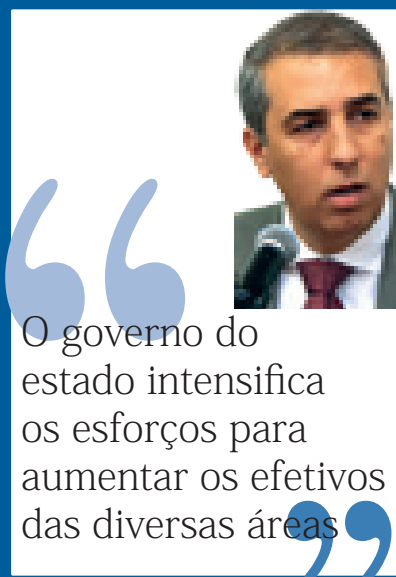 O governo do
estado intensifica
os esforços para
aumentar os efetivos
das diversas áreas